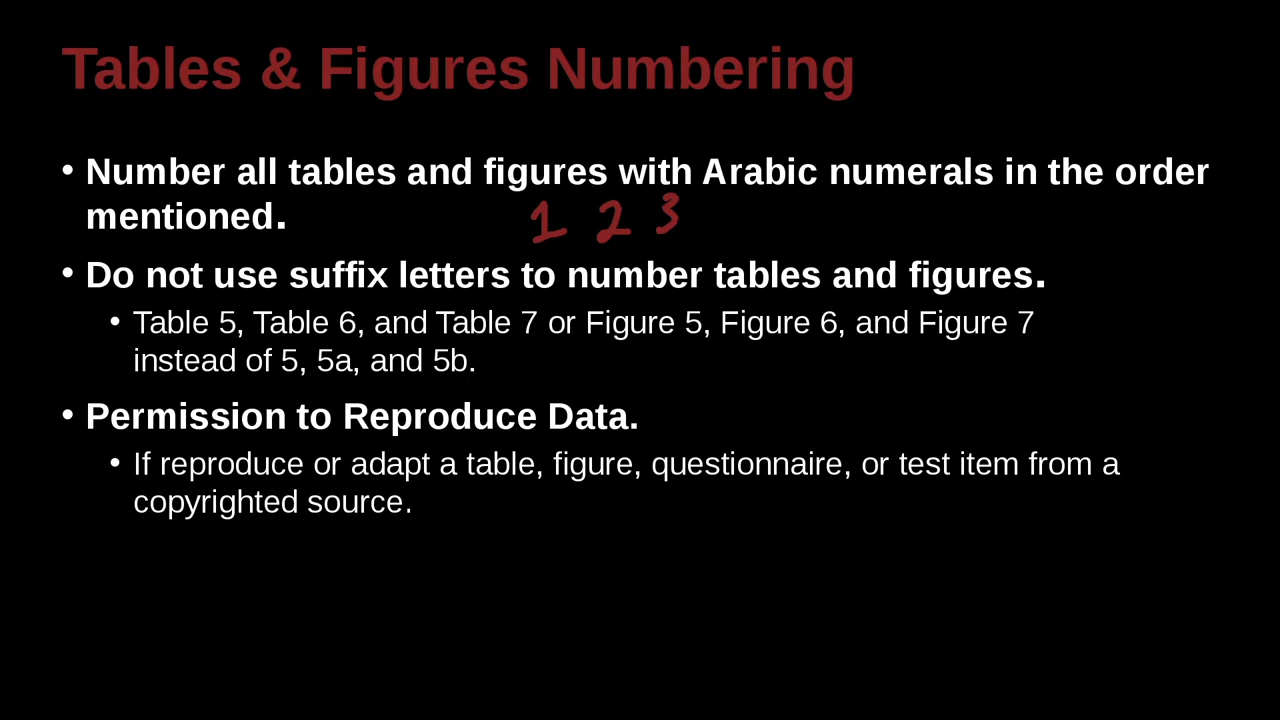 Tables & Figures Numbering
• Number all tables and figures with Arabic numerals in the order
mentioned.
1 2 3
• Do not use suffix letters to number tables and figures.
• Table 5, Table 6, and Table 7 or Figure 5, Figure 6, and Figure 7
instead of 5, 5a, and 5b.
• Permission to Reproduce Data.
• If reproduce or adapt a table, figure, questionnaire, or test item from a
copyrighted source.